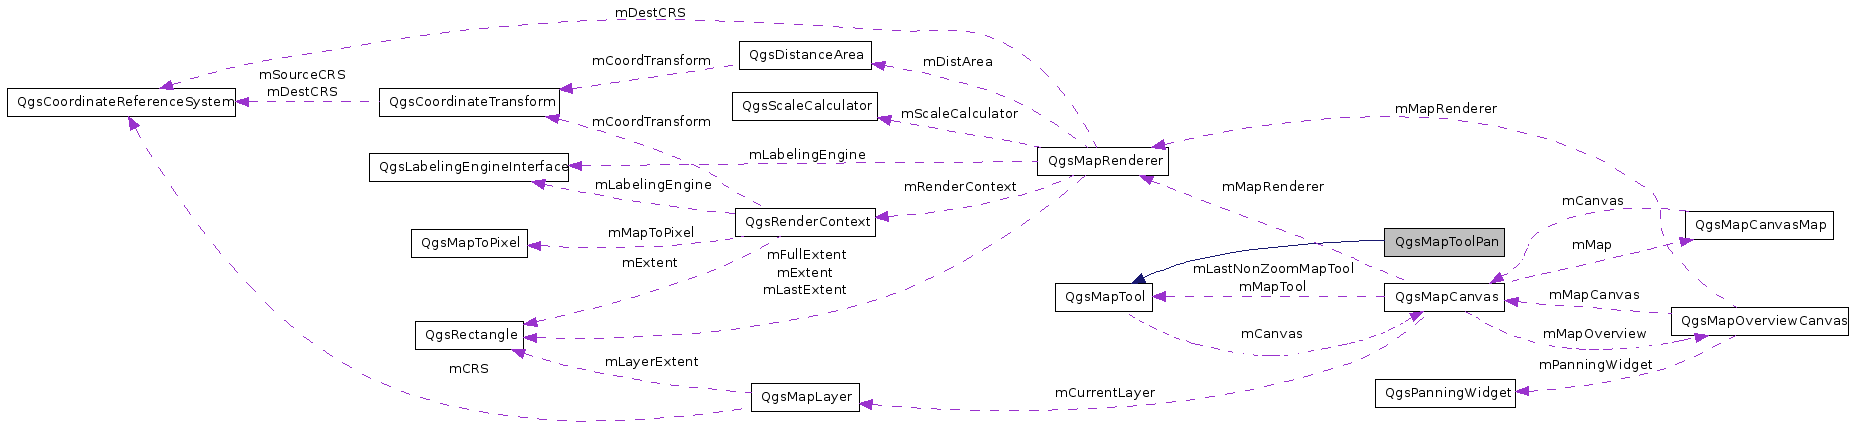 mDestCRS
QgsDistanceArea
mCoordTransform
mDistArea
mSourceCRS
mDestCRS
QgsCoordinateReferenceSystem
QgsCoordinateTransform
QgsScaleCalculator
mMapRenderer
mScaleCalculator
mCoordTransform
mLabelingEngine
QgsMapRenderer
QgsLabelingEngineInterface
mLabelingEngine
mRenderContext
mMapRenderer
mCanvas
QgsRenderContext
QgsMapCanvasMap
mMapToPixel
QgsMapToPixel
QgsMapToolPan
mMap
mFullExtent
mExtent
mLastExtent
mExtent
mLastNonZoomMapTool
mMapTool
QgsMapTool
QgsMapCanvas
mMapCanvas
QgsMapOverviewCanvas
QgsRectangle
mCanvas
mMapOverview
mLayerExtent
mCRS
mPanningWidget
QgsMapLayer
mCurrentLayer
QgsPanningWidget